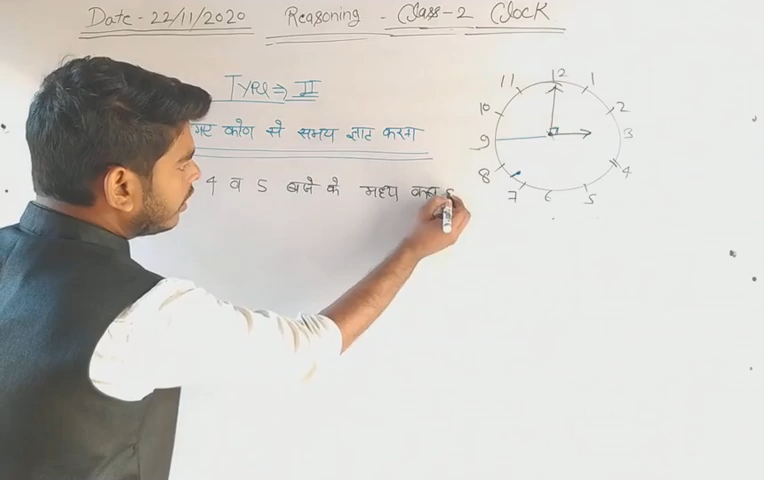 Date - 22/11/2020 Reasoning - Class-2 Clock
Type ⇒ II
कोण से समय ज्ञात करना
4 व 5 बजे के मध्य कब
12
11 1
10 2
9 3
8 4
7 6 5